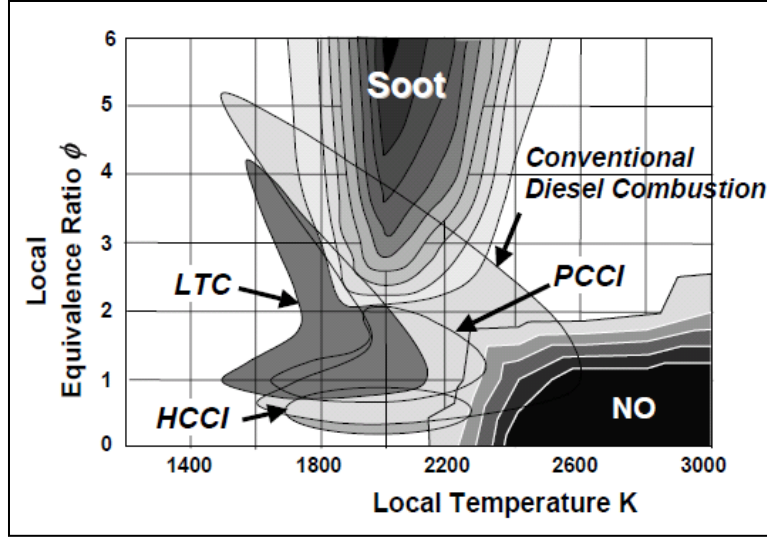 6
5
4
3
2
1
0
Local
Equivalence Ratio ϕ
Soot
Conventional
Diesel Combustion
PCCI
LTC
HCCI
NO
1400 1800 2200 2600 3000
Local Temperature K